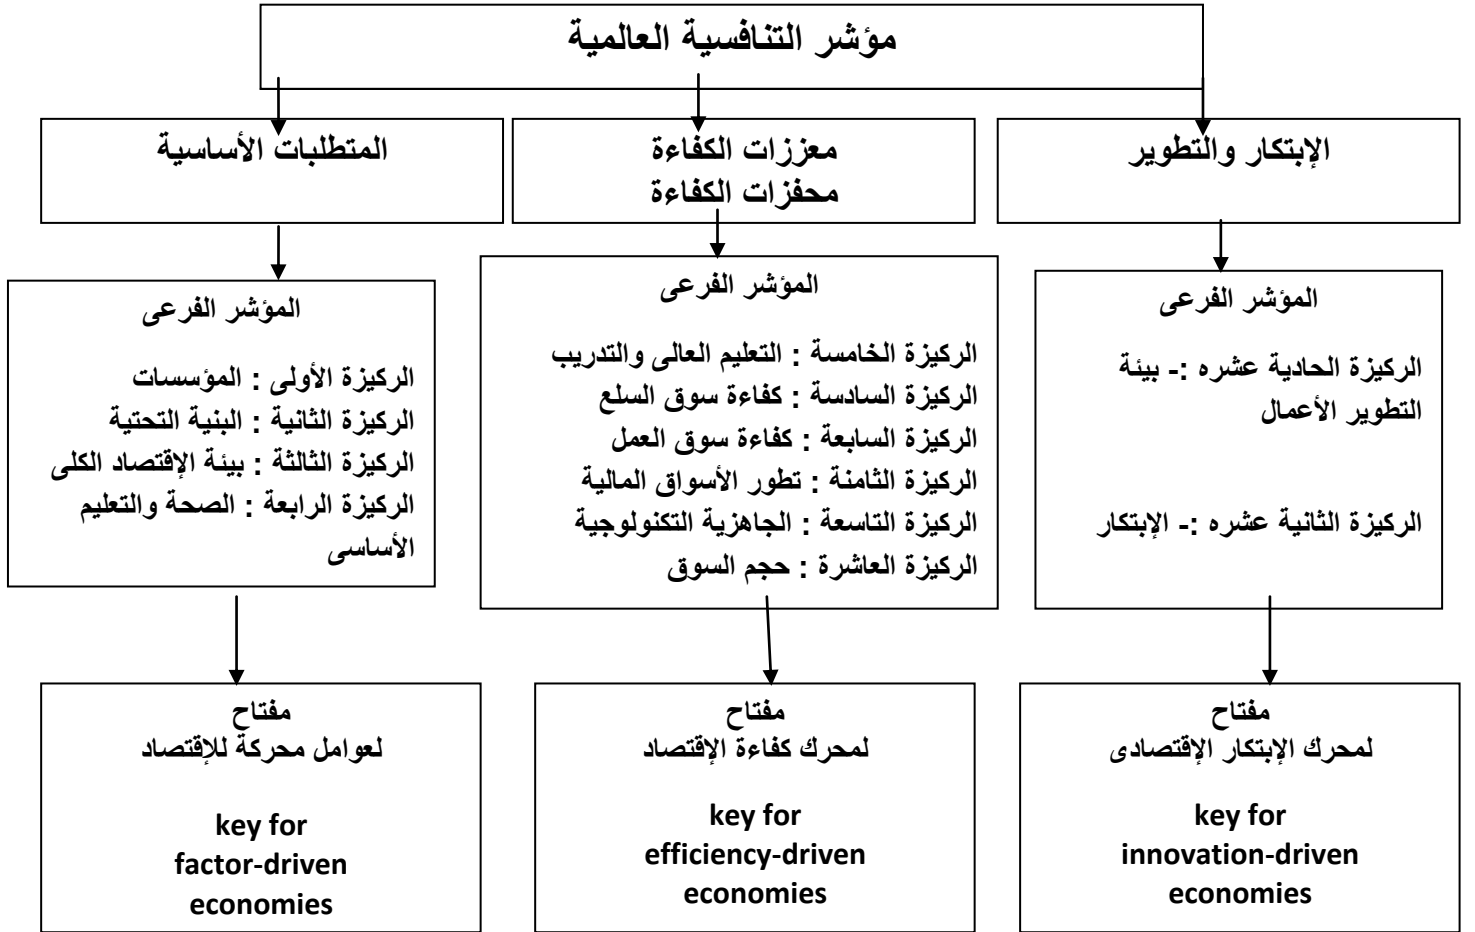 مؤشر التنافسية العالمية
الإبتكار والتطوير
معززات الكفاءة
محفزات الكفاءة
المتطلبات الأساسية
المؤشر الفرعى
الركيزة الحادية عشره :- بيئة
التطوير الأعمال
الركيزة الثانية عشره :- الإبتكار
المؤشر الفرعى
الركيزة الخامسة : التعليم العالى والتدريب
الركيزة السادسة : كفاءة سوق السلع
الركيزة السابعة : كفاءة سوق العمل
الركيزة الثامنة : تطور الأسواق المالية
الركيزة التاسعة : الجاهزية التكنولوجية
الركيزة العاشرة : حجم السوق
المؤشر الفرعى
الركيزة الأولى : المؤسسات
الركيزة الثانية : البنية التحتية
الركيزة الثالثة : بيئة الإقتصاد الكلى
الركيزة الرابعة : الصحة والتعليم
الأساسى
مفتاح
لمحرك الإبتكار الإقتصادى
key for
innovation-driven
economies
مفتاح
لمحرك كفاءة الإقتصاد
key for
efficiency-driven
economies
مفتاح
لعوامل محركة للإقتصاد
key for
factor-driven
economies